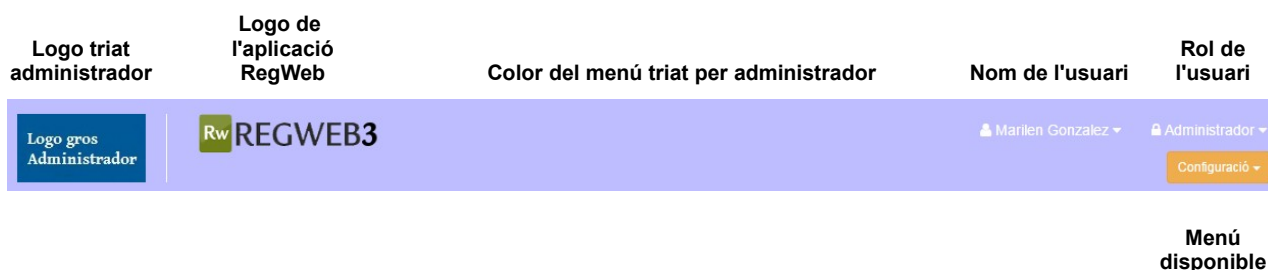 Logo triat
administrador
Logo de
l'aplicació
RegWeb
Color del menú triat per administrador
Nom de l'usuari
Rol de
l'usuari
Logo gros
Administrador
Rw REGWEB3
Marilen Gonzalez
Administrador
Configuració
Menú
disponible